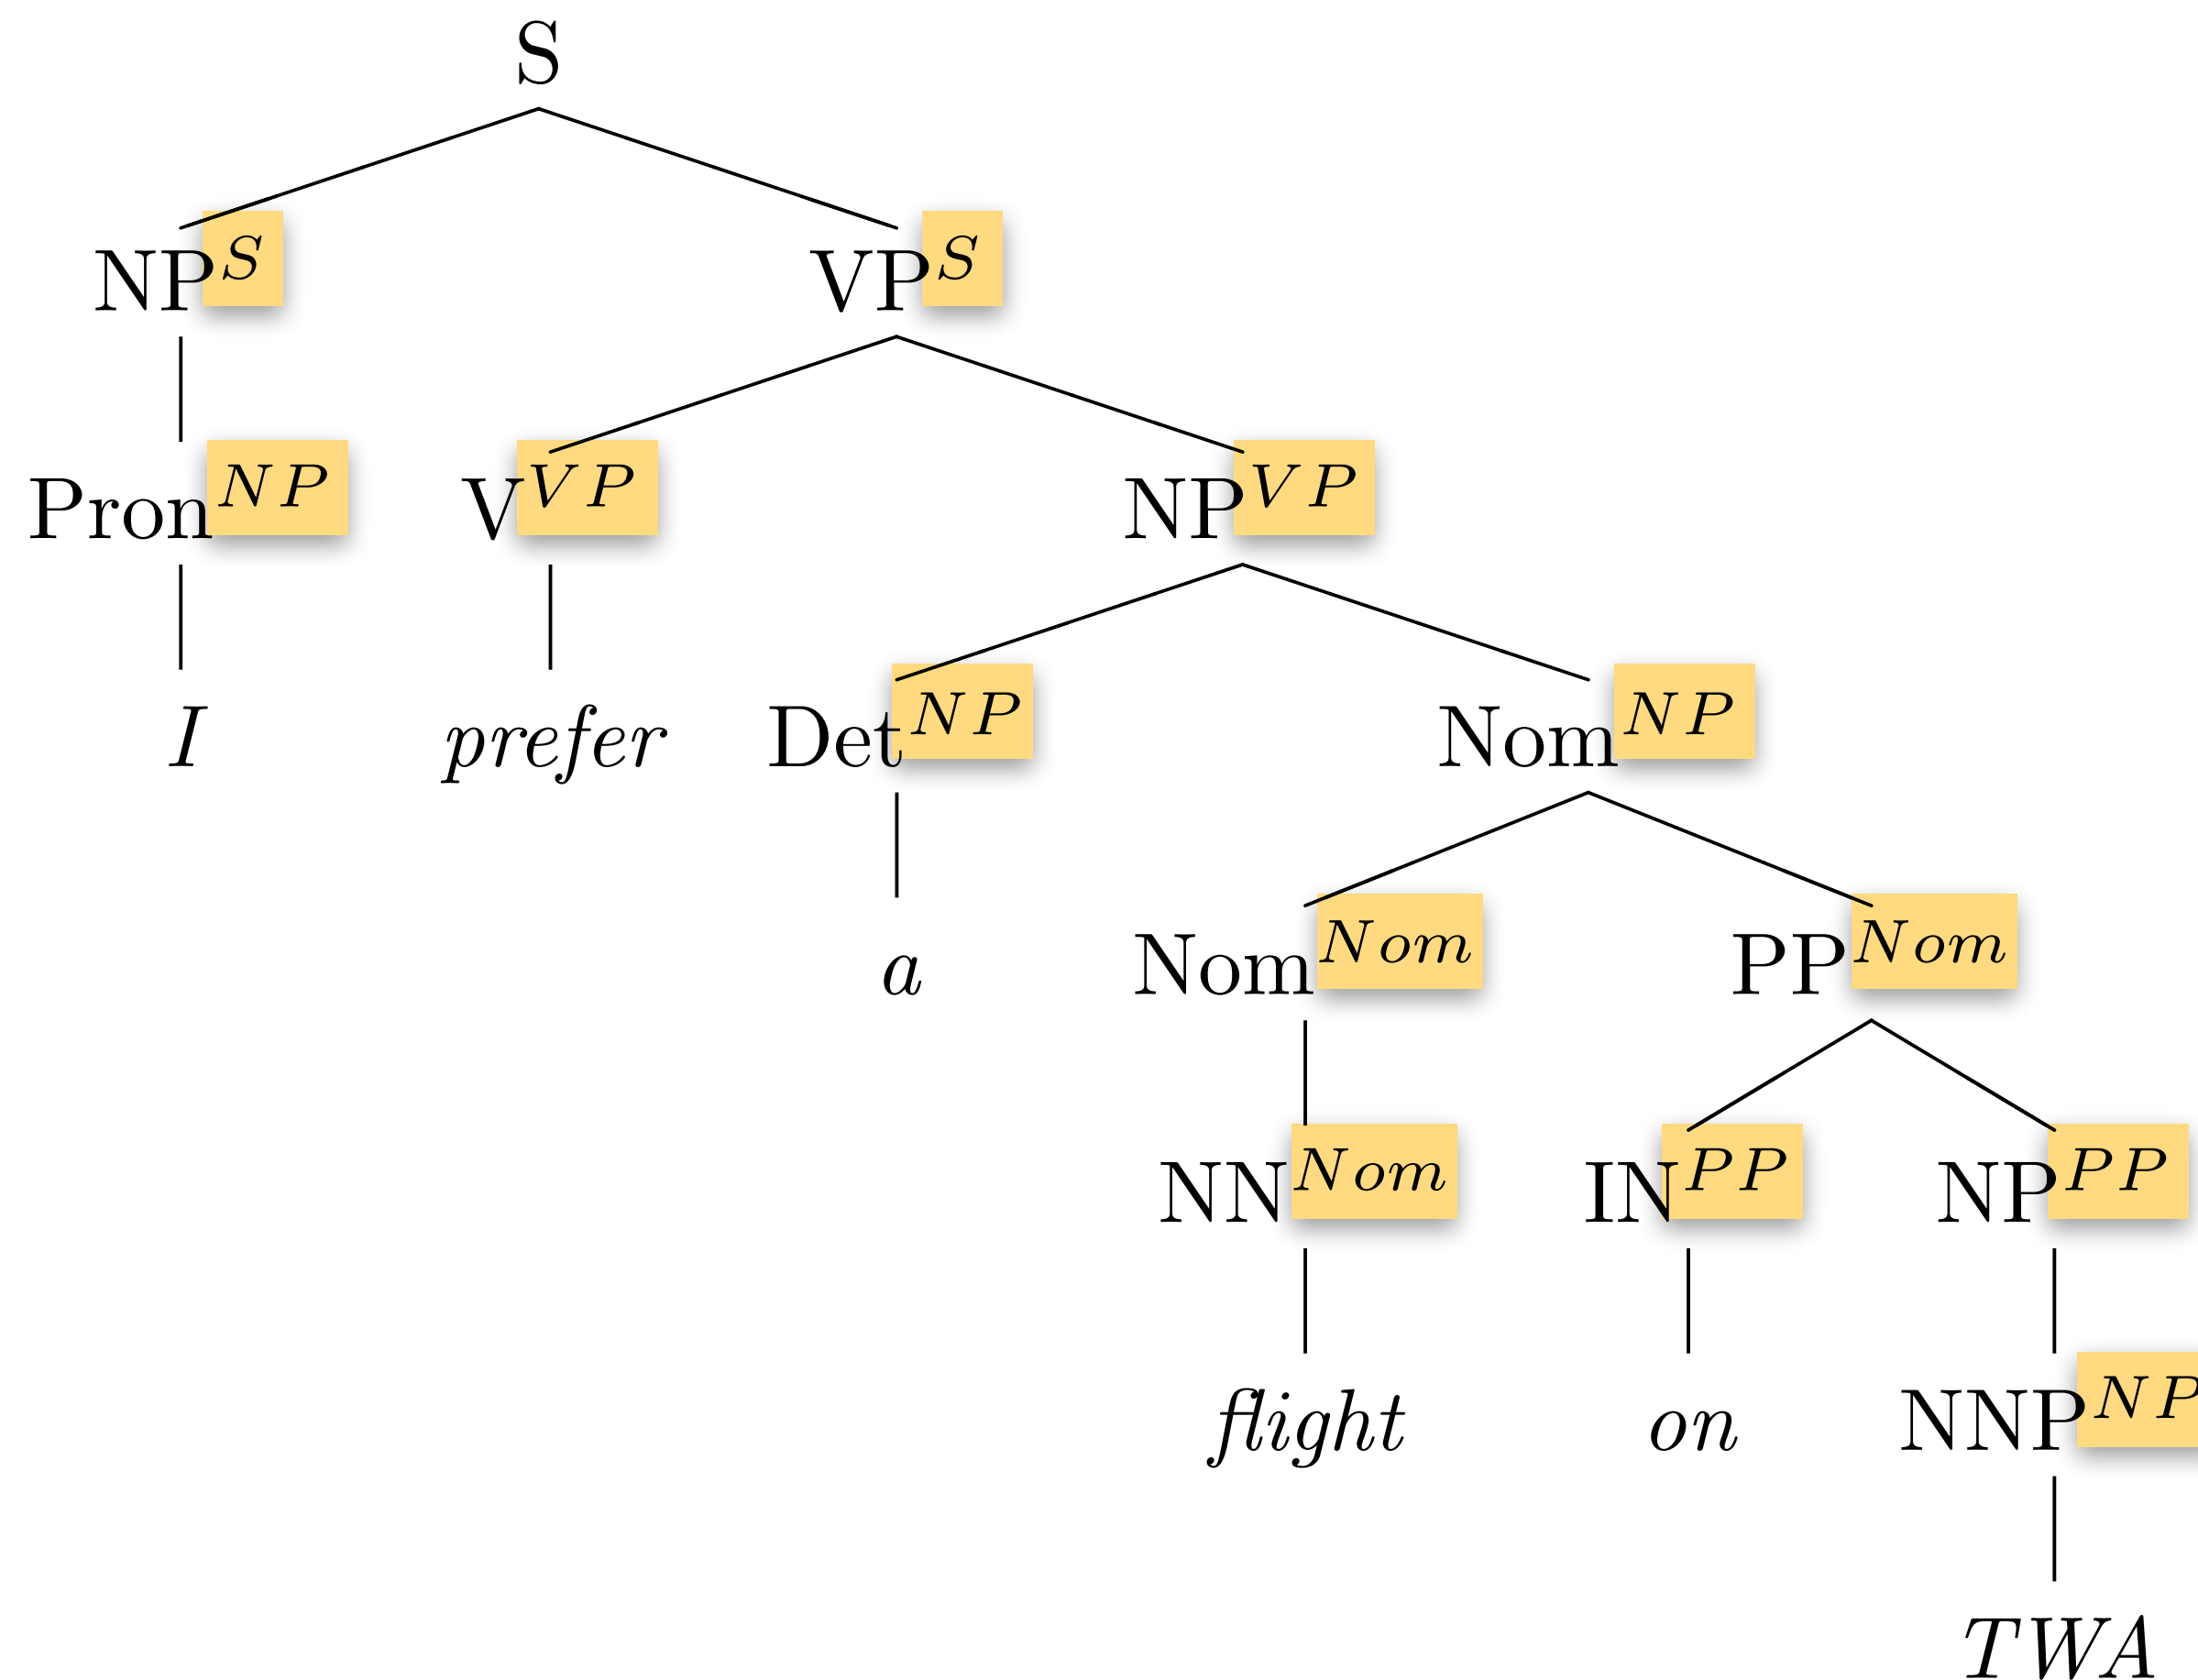 S
NP^S VP^S
Pron^NP V^VP NP^VP
I prefer Det^NP Nom^NP
a Nom^Nom PP^Nom
NN^Nom IN^PP NP^PP
flight on NNP^NP
TWA